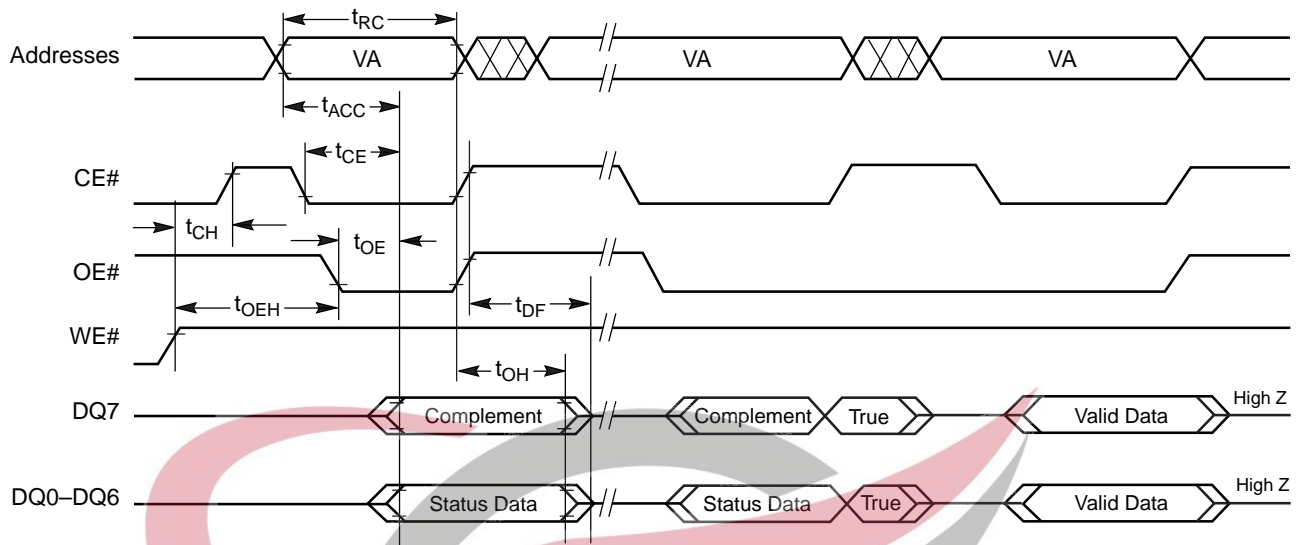 tRC
Addresses VA VA VA
tACC
tCE
CE#
tCH
tOE
OE#
tOEH
tDF
WE#
tOH
DQ7 Complement Complement True Valid Data High Z
DQ0–DQ6 Status Data Status Data True Valid Data High Z